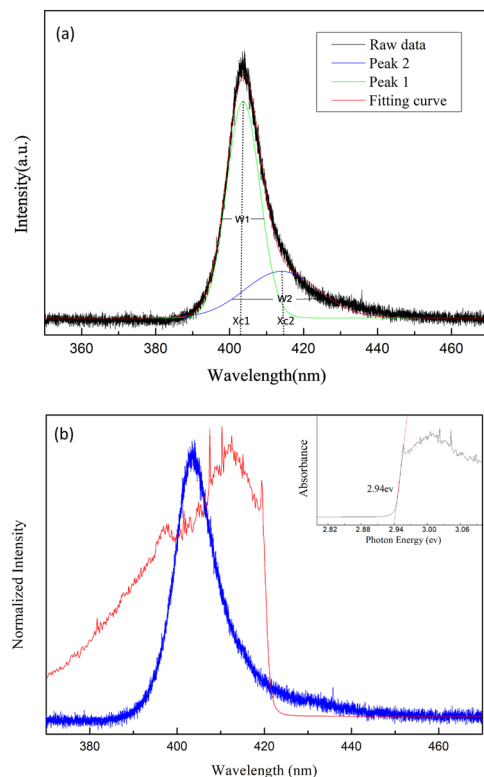 (a)
Raw data
Peak 2
Peak 1
Fitting curve
Intensity(a.u.)
W1
W2
Xc1 Xc2
360 380 400 420 440 460
Wavelength(nm)
(b)
Absorbance
2.94ev
2.82 2.88 2.94 3.00 3.06
Photon Energy (ev)
Normalized Intensity
380 400 420 440 460
Wavelength (nm)